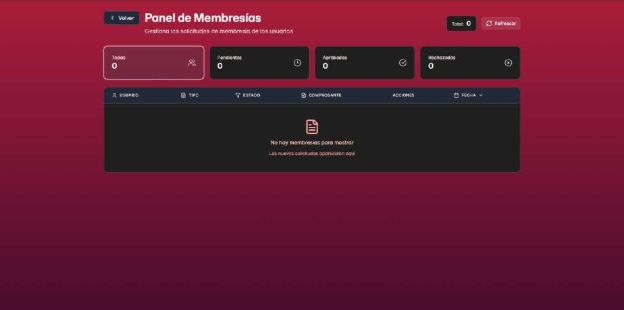 Volver
Panel de Membresías
Gestiona las solicitudes de membresía de los usuarios
Total: 0
Refrescar
Todas
0
Pendientes
0
Aprobadas
0
Rechazadas
0
USUARIO
TIPO
ESTADO
COMPROBANTE
ACCIONES
FECHA
No hay membresías para mostrar
Las nuevas solicitudes aparecerán aquí